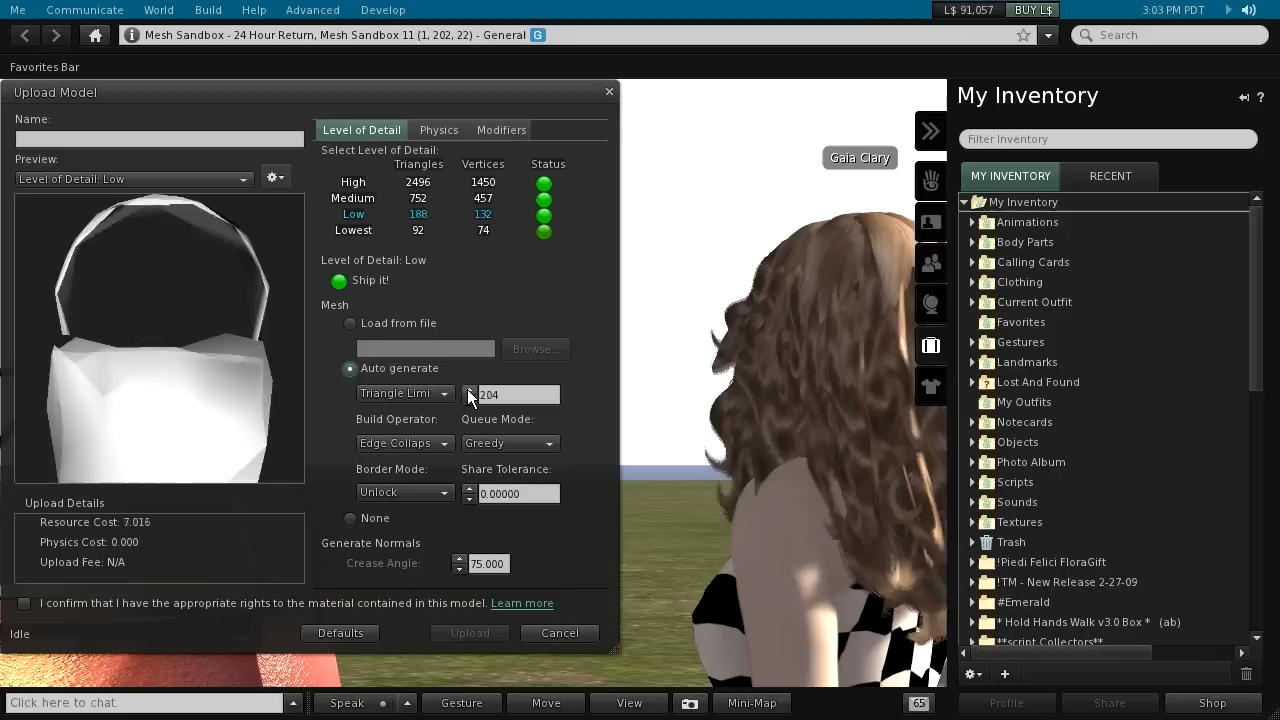 Me Communicate World Build Help Advanced Develop L$ 91,057 BUY L$ 3:03 PM PDT
Mesh Sandbox - 24 Hour Return, Mesh Sandbox 11 (1, 202, 22) - General G Search
Favorites Bar
Upload Model
Name:
Preview:
Level of Detail: Low
Upload Details
Resource Cost: 7.016
Physics Cost: 0.000
Upload Fee: N/A
Level of Detail Physics Modifiers
Select Level of Detail:
Triangles Vertices Status
High 2496 1450
Medium 752 457
Low 188 132
Lowest 92 74
Level of Detail: Low
Ship it!
Mesh
Load from file
Browse...
Auto generate
Triangle Limi 204
Build Operator: Queue Mode:
Edge Collaps Greedy
Border Mode: Share Tolerance:
Unlock 0.00000
None
Generate Normals
Crease Angle: 75.000
I confirm that I have the appropriate rights to the material contained in this model. Learn more
Idle Defaults Upload Cancel
Gaia Clary
My Inventory ?
Filter Inventory
MY INVENTORY RECENT
My Inventory
Animations
Body Parts
Calling Cards
Clothing
Current Outfit
Favorites
Gestures
Landmarks
Lost And Found
My Outfits
Notecards
Objects
Photo Album
Scripts
Sounds
Textures
Trash
!Piedi Felici FloraGift
!TM - New Release 2-27-09
#Emerald
* Hold Hands Walk v3.0 Box * (ab)
**script Collectors**
Profile Share Shop
Click here to chat. Speak Gesture Move View Mini-Map 65